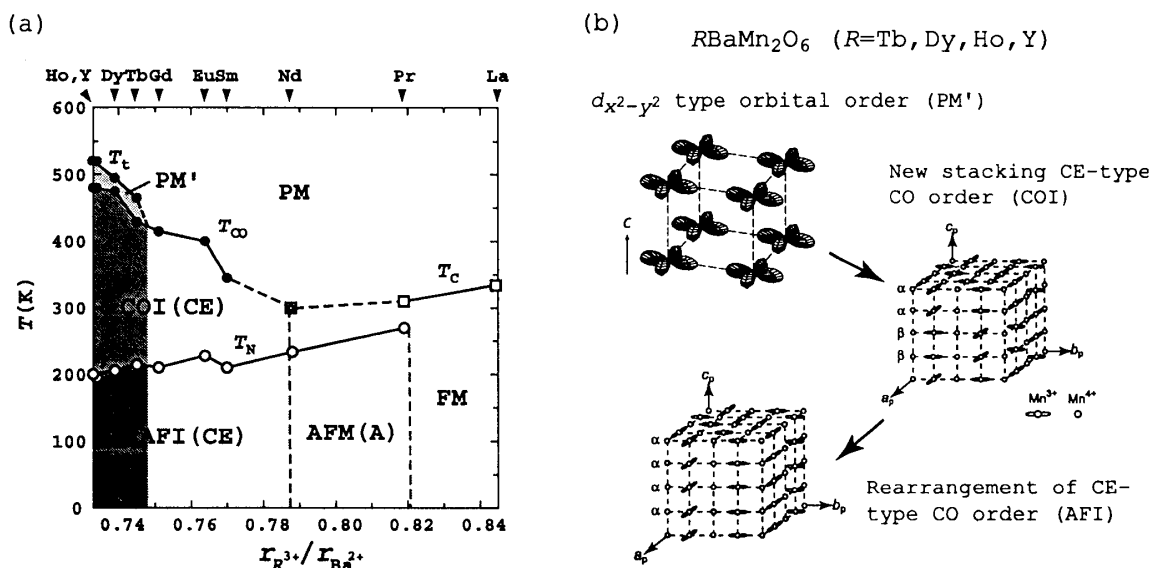 (a)
Ho,Y DyTbGd EuSm Nd Pr La
600
500
400
300
200
100
0
T(K)
Tt
PM'
PM
TCO
TC
COI(CE)
TN
FM
AFI(CE)
AFM(A)
0.74 0.76 0.78 0.80 0.82 0.84
rR3+/rBa2+
(b)
RBaMn2O6 (R=Tb,Dy,Ho,Y)
dx2-y2 type orbital order (PM')
c
New stacking CE-type
CO order (COI)
cp
α
α
β
β
bp
ap
Mn3+ Mn4+
cp
α
α
α
α
bp
ap
Rearrangement of CE-
type CO order (AFI)